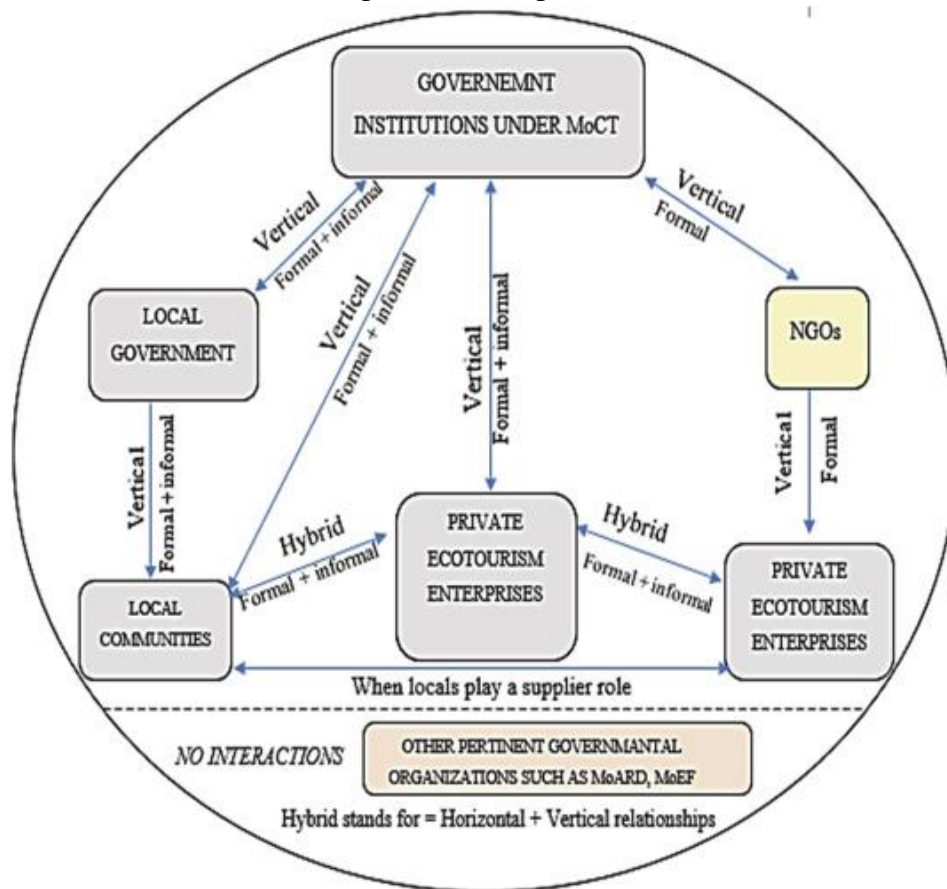 GOVERNEMNT
INSTITUTIONS UNDER MoCT
Vertical
Formal + informal
Vertical
Formal + informal
Vertical
Formal + informal
Vertical
Formal
LOCAL
GOVERNMENT
NGOs
Vertical
Formal + informal
Vertical
Formal
Hybrid
Formal + informal
PRIVATE
ECOTOURISM
ENTERPRISES
Hybrid
Formal + informal
PRIVATE
ECOTOURISM
ENTERPRISES
LOCAL
COMMUNITIES
When locals play a supplier role
NO INTERACTIONS
OTHER PERTINENT GOVERNMANTAL
ORGANIZATIONS SUCH AS MoARD, MoEF
Hybrid stands for = Horizontal + Vertical relationships